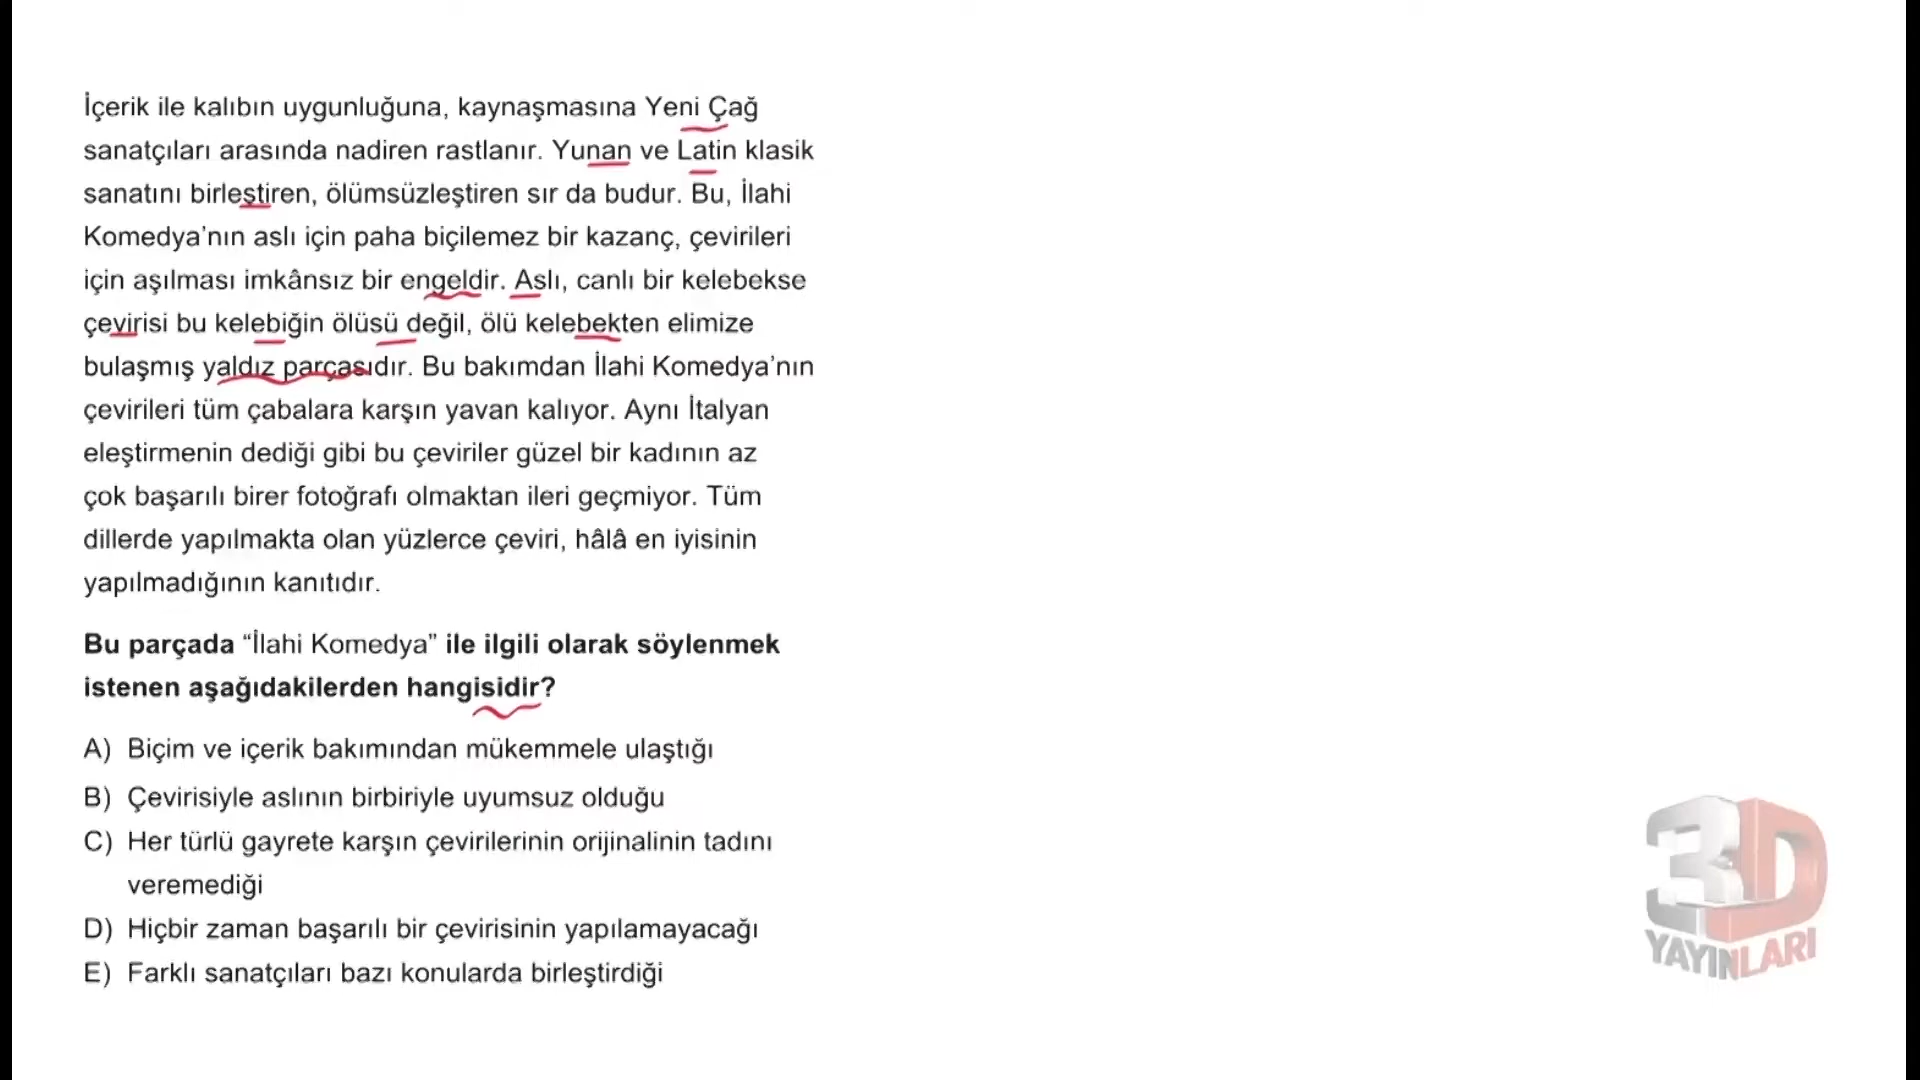 İçerik ile kalıbın uygunluğuna, kaynaşmasına Yeni Çağ
sanatçıları arasında nadiren rastlanır. Yunan ve Latin klasik
sanatını birleştiren, ölümsüzleştiren sır da budur. Bu, İlahi
Komedya’nın aslı için paha biçilemez bir kazanç, çevirileri
için aşılması imkânsız bir engeldir. Aslı, canlı bir kelebekse
çevirisi bu kelebiğin ölüsü değil, ölü kelebekten elimize
bulaşmış yaldız parçasıdır. Bu bakımdan İlahi Komedya’nın
çevirileri tüm çabalara karşın yavan kalıyor. Aynı İtalyan
eleştirmenin dediği gibi bu çeviriler güzel bir kadının az
çok başarılı birer fotoğrafı olmaktan ileri geçmiyor. Tüm
dillerde yapılmakta olan yüzlerce çeviri, hâlâ en iyisinin
yapılmadığının kanıtıdır.
Bu parçada “İlahi Komedya” ile ilgili olarak söylenmek
istenen aşağıdakilerden hangisidir?
A) Biçim ve içerik bakımından mükemmele ulaştığı
B) Çevirisiyle aslının birbiriyle uyumsuz olduğu
C) Her türlü gayrete karşın çevirilerinin orijinalinin tadını
veremediği
D) Hiçbir zaman başarılı bir çevirisinin yapılamayacağı
E) Farklı sanatçıları bazı konularda birleştirdiği
3D
YAYINLARI